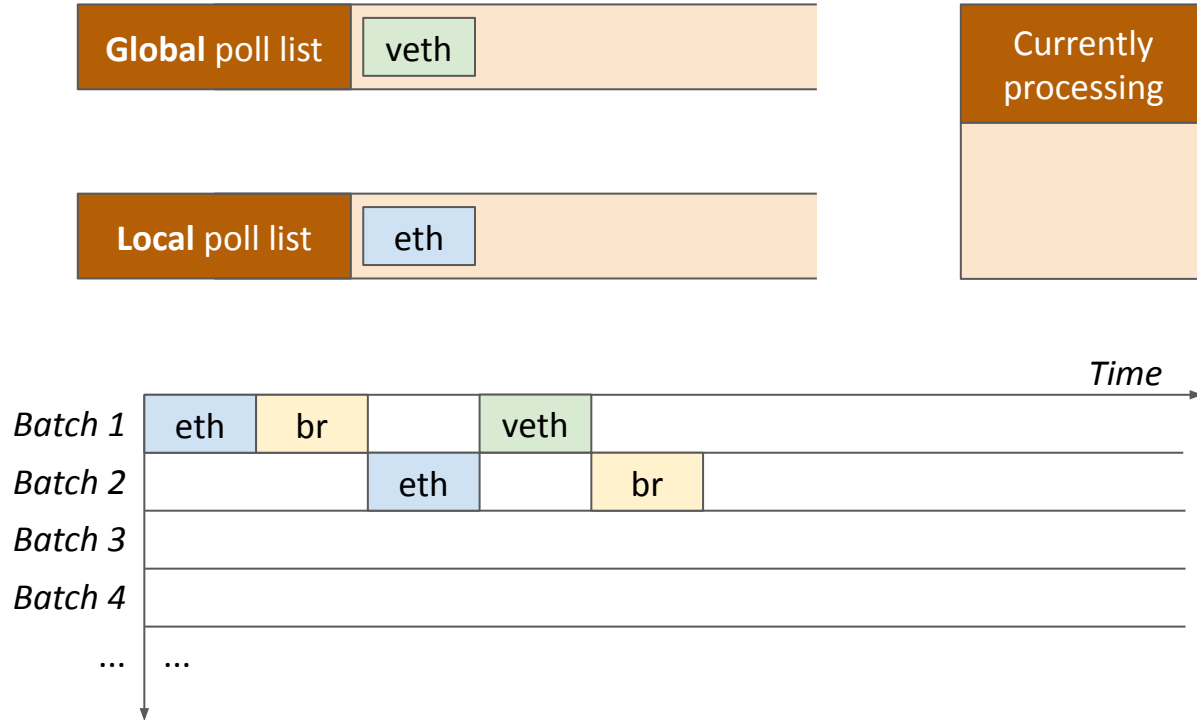 Global poll list
veth
Currently
processing
Local poll list
eth
Time
Batch 1
eth
br
veth
Batch 2
eth
br
Batch 3
Batch 4
...
...